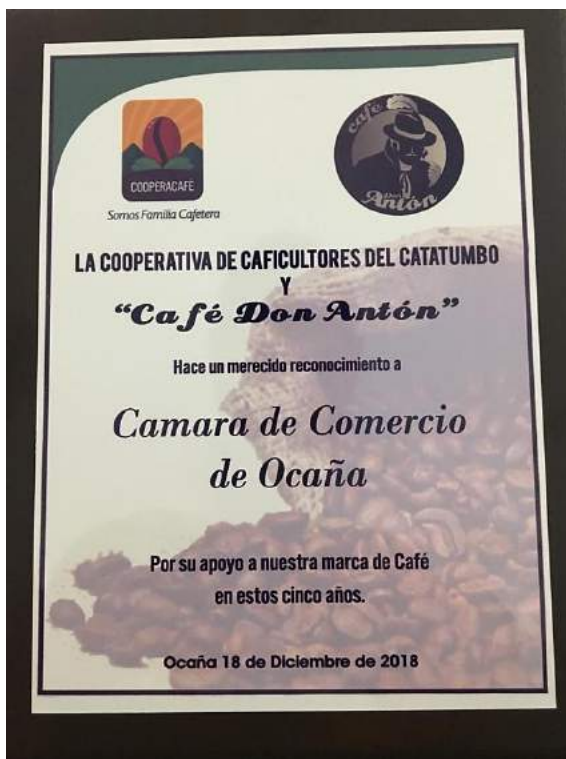 COOPERACAFÉ
Somos Familia Cafetera
café
Don
Antón
LA COOPERATIVA DE CAFICULTORES DEL CATATUMBO
Y
“Café Don Antón”
Hace un merecido reconocimiento a
Camara de Comercio
de Ocaña
Por su apoyo a nuestra marca de Café
en estos cinco años.
Ocaña 18 de Diciembre de 2018